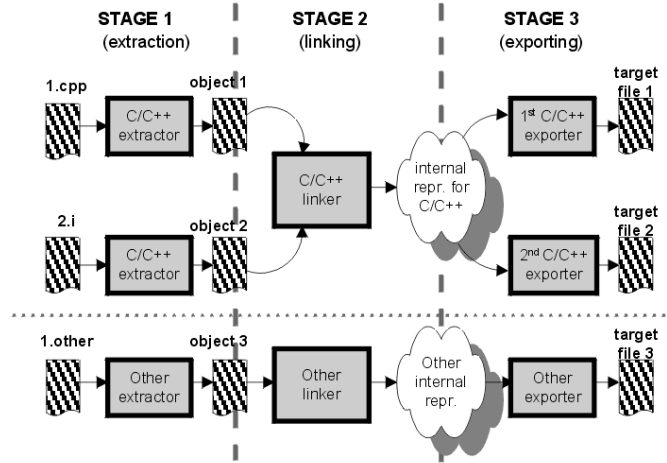 STAGE 1
(extraction)
STAGE 2
(linking)
STAGE 3
(exporting)
1.cpp
C/C++
extractor
object 1
C/C++
linker
internal
repr. for
C/C++
1st C/C++
exporter
target
file 1
2.i
C/C++
extractor
object 2
2nd C/C++
exporter
target
file 2
1.other
Other
extractor
object 3
Other
linker
Other
internal
repr.
Other
exporter
target
file 3